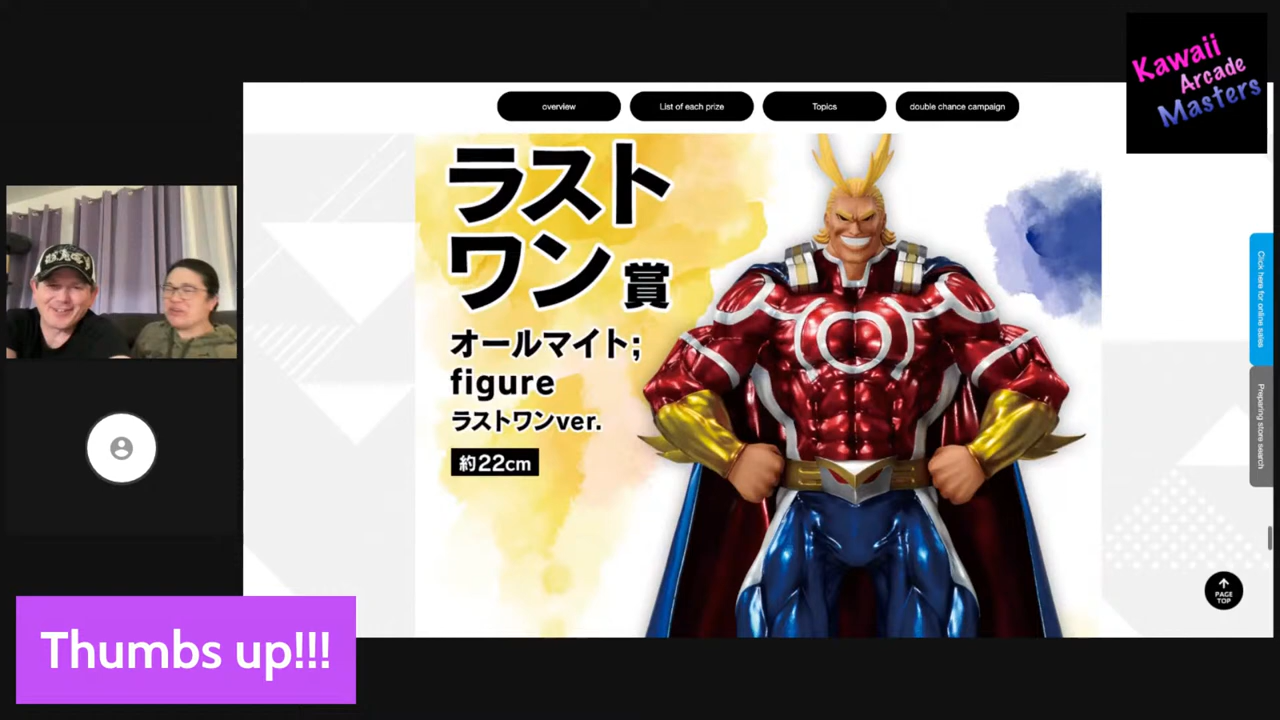 overview
List of each prize
Topics
double chance campaign
Kawaii
Arcade
Masters
ラスト
ワン賞
オールマイト;
figure
ラストワンver.
約22cm
Click here for online sales
Preparing store search
PAGE
TOP
Thumbs up!!!